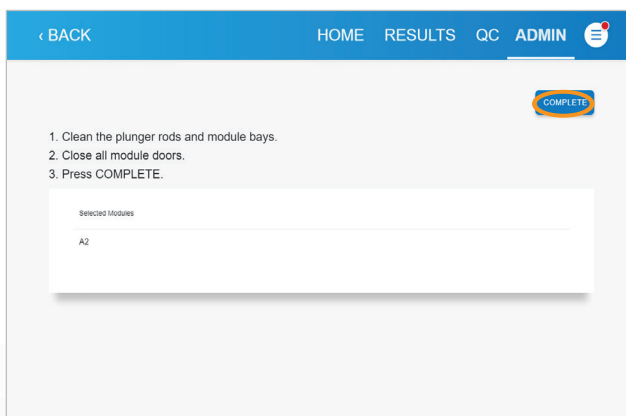 ‹ BACK HOME RESULTS QC ADMIN
COMPLETE
1. Clean the plunger rods and module bays.
2. Close all module doors.
3. Press COMPLETE.
Selected Modules
A2